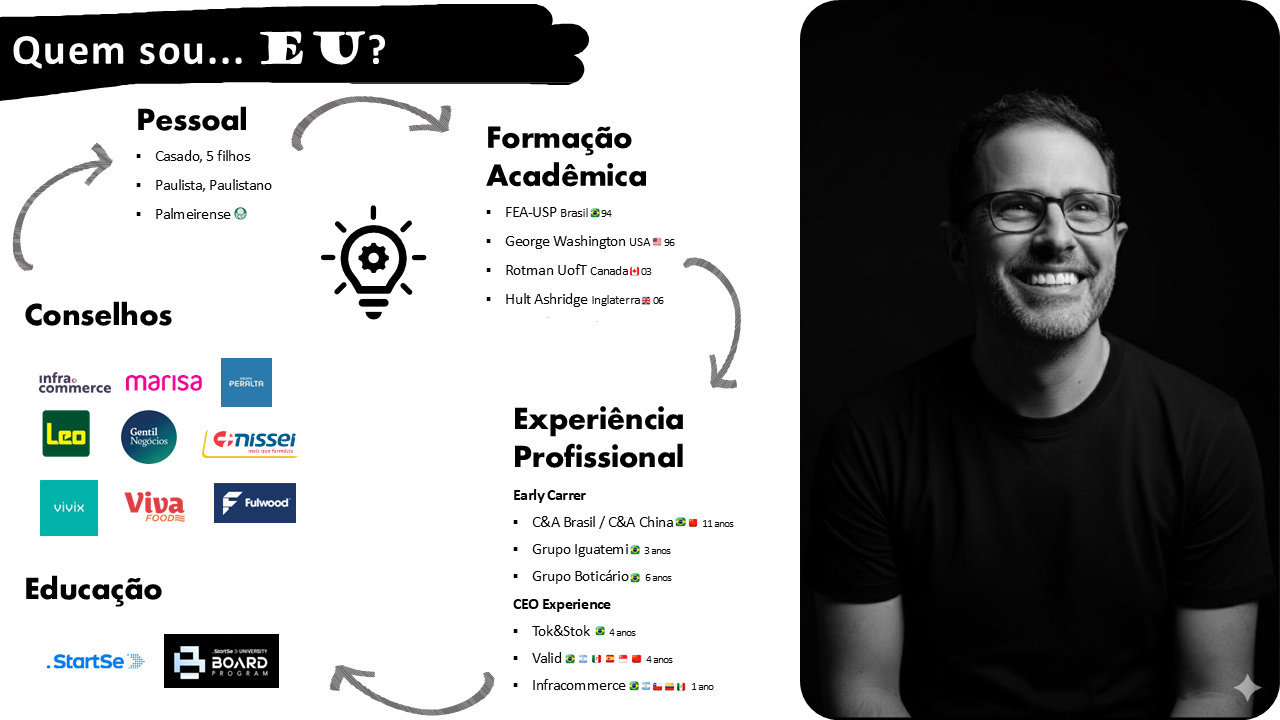 Quem sou... EU?
Pessoal
▪ Casado, 5 filhos
▪ Paulista, Paulistano
▪ Palmeirense
Formação
Acadêmica
▪ FEA-USP Brasil 94
▪ George Washington USA 96
▪ Rotman UofT Canada 03
▪ Hult Ashridge Inglaterra 06
Experiência
Profissional
Early Carrer
▪ C&A Brasil / C&A China 11 anos
▪ Grupo Iguatemi 3 anos
▪ Grupo Boticário 6 anos
CEO Experience
▪ Tok&Stok 4 anos
▪ Valid 4 anos
▪ Infracommerce 1 ano
Conselhos
infra.
commerce
marisa
GRUPO
PERALTA
Leo
Gentil
Negócios
nissei
mais que farmácia
vivix
Viva
FOOD
Fulwood
Educação
.StartSe
.StartSe UNIVERSITY
BOARD
PROGRAM